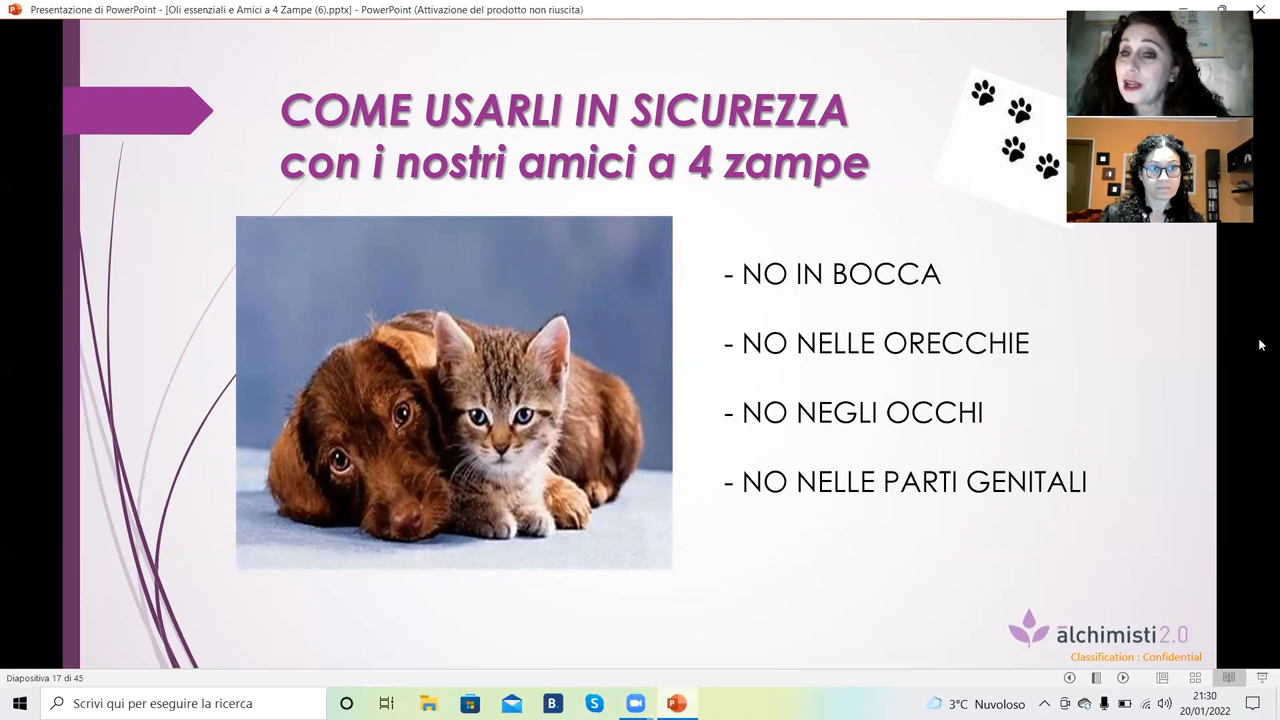 Presentazione di PowerPoint - [Oli essenziali e Amici a 4 Zampe (6).pptx] - PowerPoint (Attivazione del prodotto non riuscita)
COME USARLI IN SICUREZZA
con i nostri amici a 4 zampe
- NO IN BOCCA
- NO NELLE ORECCHIE
- NO NEGLI OCCHI
- NO NELLE PARTI GENITALI
ālchimisti2.0
Classification : Confidential
Diapositiva 17 di 45
Scrivi qui per eseguire la ricerca
B.
3°C Nuvoloso
21:30
20/01/2022